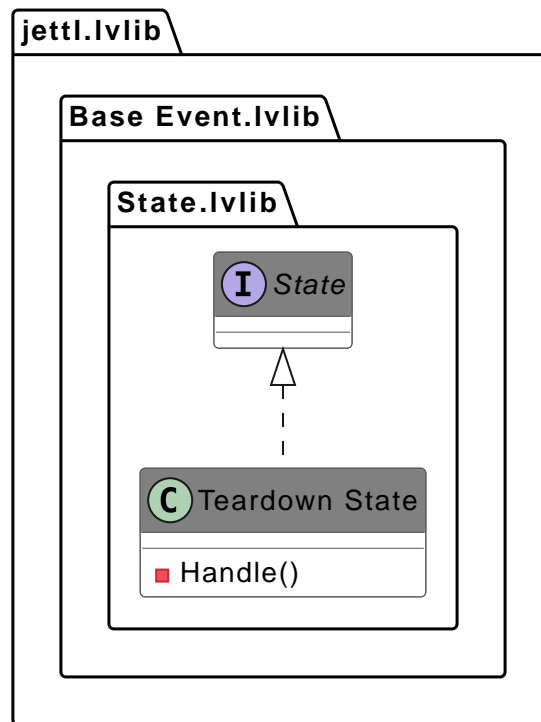 jettl.lvlib
Base Event.lvlib
State.lvlib
I State
C Teardown State
Handle()